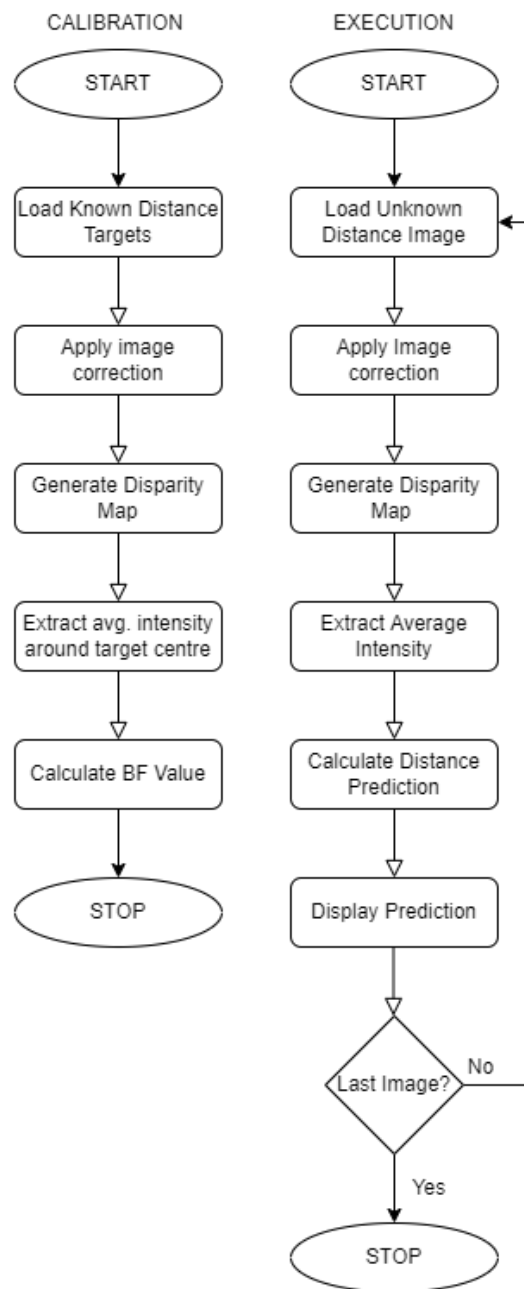 CALIBRATION
START
Load Known Distance
Targets
Apply image
correction
Generate Disparity
Map
Extract avg. intensity
around target centre
Calculate BF Value
STOP
EXECUTION
START
Load Unknown
Distance Image
Apply Image
correction
Generate Disparity
Map
Extract Average
Intensity
Calculate Distance
Prediction
Display Prediction
Last Image?
No
Yes
STOP